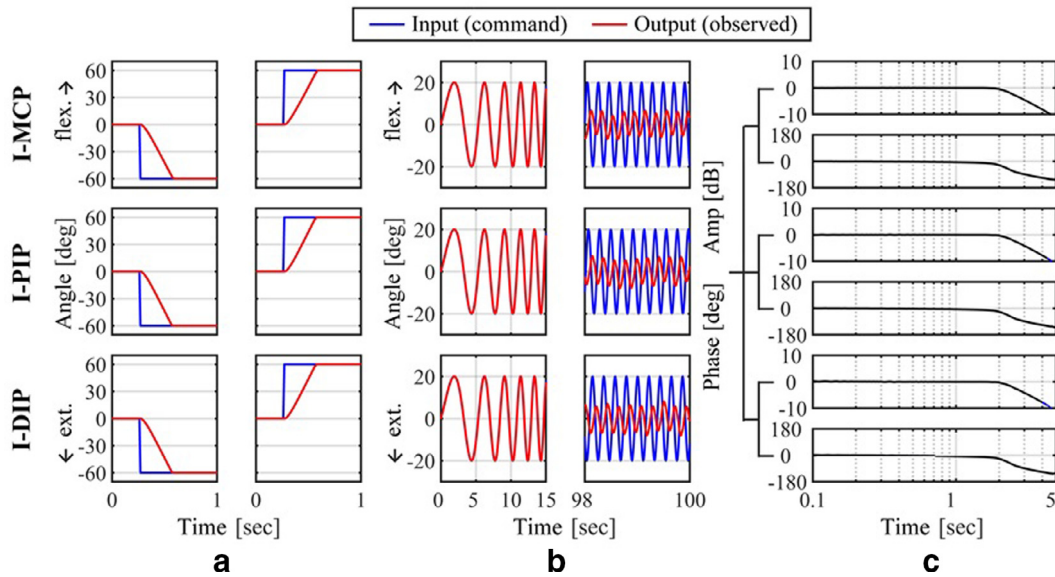 Input (command) Output (observed)
I-MCP
flex. →
60
30
0
-30
-60
20
0
-20
10
0
-10
180
0
-180
I-PIP
Angle [deg]
60
30
0
-30
-60
Angle [deg]
20
0
-20
Amp [dB]
Phase [deg]
10
0
-10
180
0
-180
I-DIP
← ext.
60
30
0
-30
-60
← ext.
20
0
-20
10
0
-10
180
0
-180
flex. →
0 1 0 1 0 5 10 15 98 100 0.1 1 5
Time [sec] Time [sec] Time [sec]
a b c